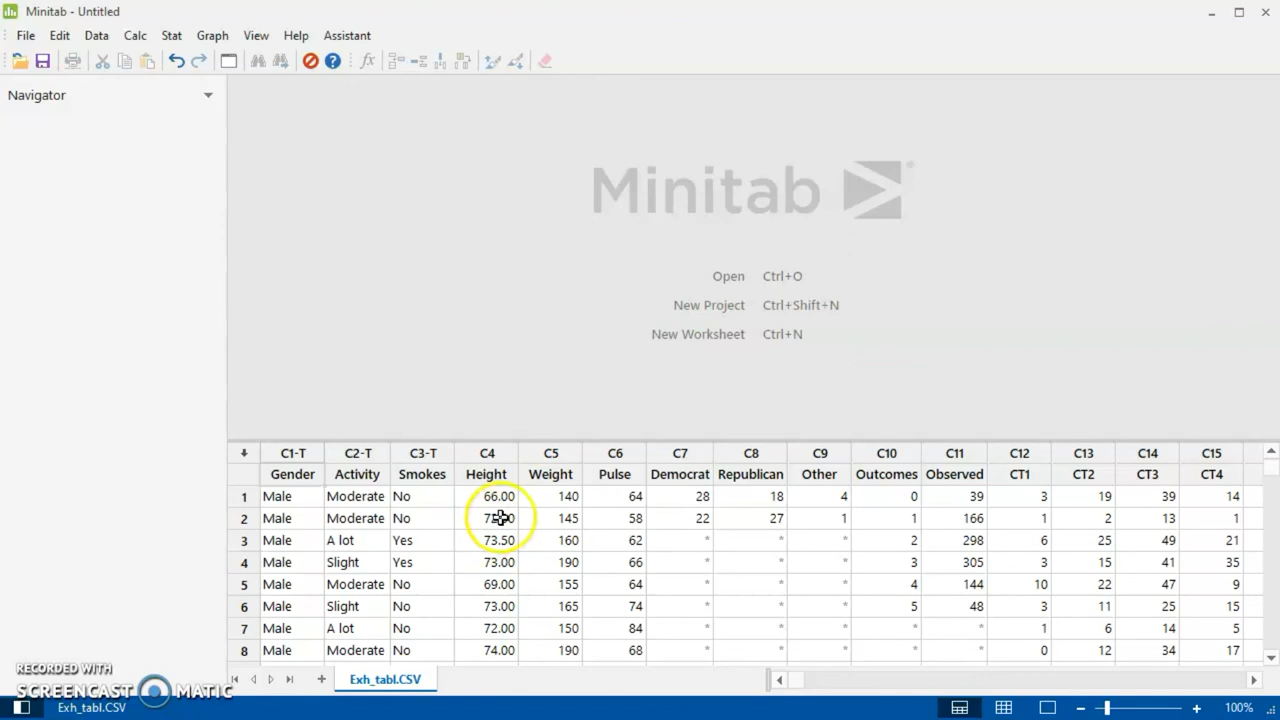 Minitab - Untitled
File Edit Data Calc Stat Graph View Help Assistant
Navigator
Minitab
Open Ctrl+O
New Project Ctrl+Shift+N
New Worksheet Ctrl+N
C1-T C2-T C3-T C4 C5 C6 C7 C8 C9 C10 C11 C12 C13 C14 C15
Gender Activity Smokes Height Weight Pulse Democrat Republican Other Outcomes Observed CT1 CT2 CT3 CT4
1 Male Moderate No 66.00 140 64 28 18 4 0 39 3 19 39 14
2 Male Moderate No 145 58 22 27 1 1 166 1 2 13 1
3 Male A lot Yes 73.50 160 62 * * * 2 298 6 25 49 21
4 Male Slight Yes 73.00 190 66 * * * 3 305 3 15 41 35
5 Male Moderate No 69.00 155 64 * * * 4 144 10 22 47 9
6 Male Slight No 73.00 165 74 * * * 5 48 3 11 25 15
7 Male A lot No 72.00 150 84 * * * * * 1 6 14 5
8 Male Moderate No 74.00 190 68 * * * * * 0 12 34 17
Exh_tabl.CSV
RECORDED WITH
SCREENCAST MATIC
Exh_tabl.CSV 100%